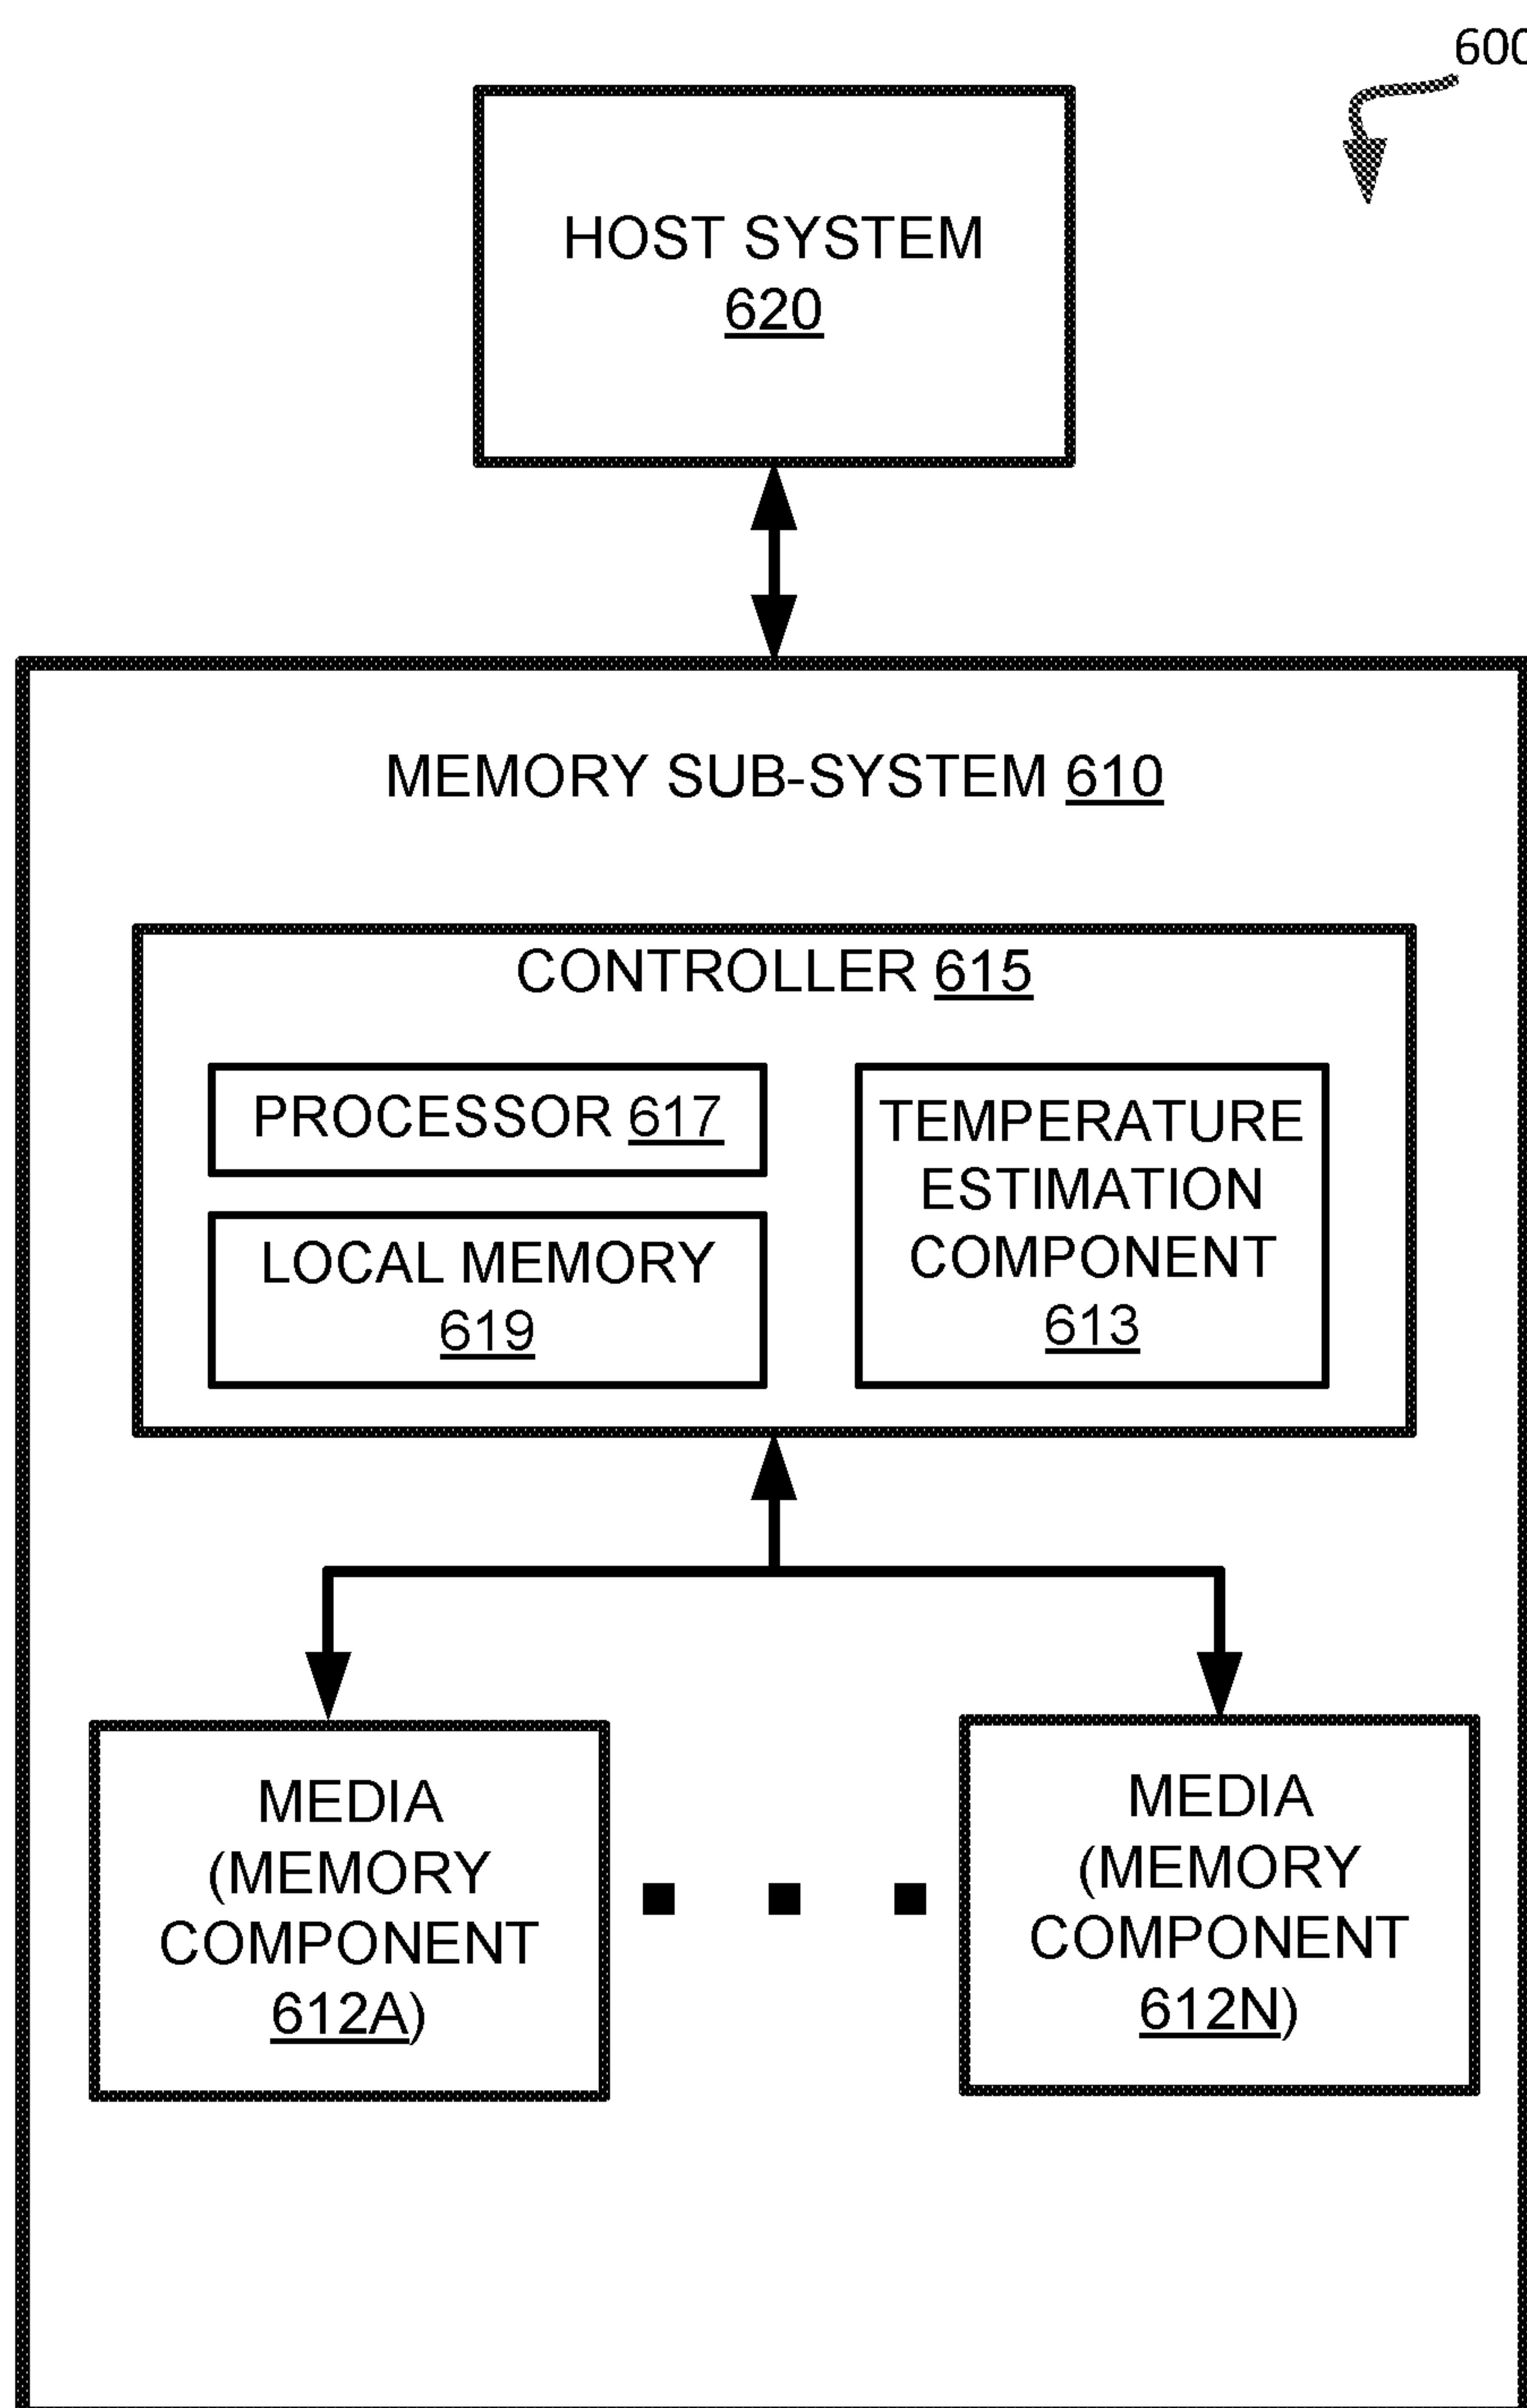 600
HOST SYSTEM
620
MEMORY SUB-SYSTEM 610
CONTROLLER 615
PROCESSOR 617
LOCAL MEMORY
619
TEMPERATURE
ESTIMATION
COMPONENT
613
MEDIA
(MEMORY
COMPONENT
612A)
MEDIA
(MEMORY
COMPONENT
612N)